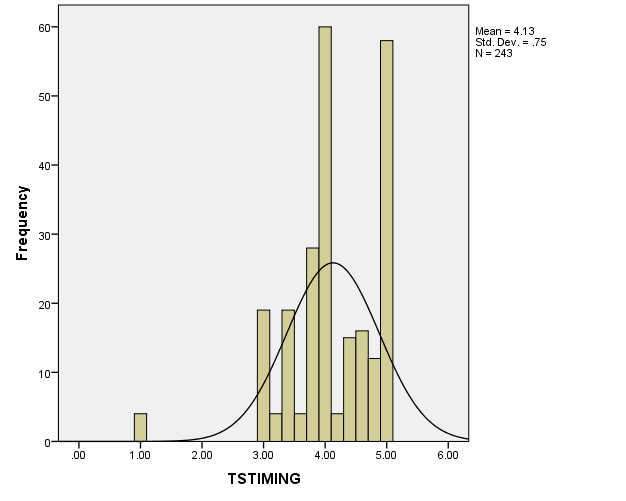 Mean = 4.13
Std. Dev. = .75
N = 243
60
50
40
30
20
10
0
Frequency
.00 1.00 2.00 3.00 4.00 5.00 6.00
TSTIMING